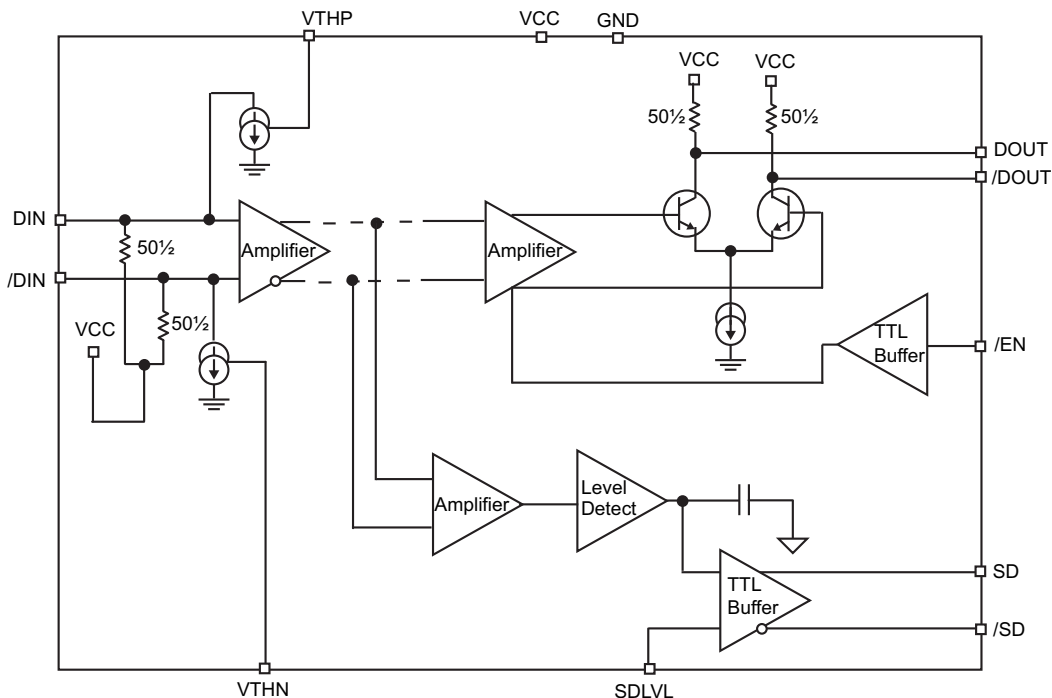 VTHP
VCC
GND
VCC
VCC
50½
50½
DOUT
/DOUT
DIN
50½
Amplifier
Amplifier
/DIN
VCC
50½
TTL
Buffer
/EN
Amplifier
Level
Detect
TTL
Buffer
SD
/SD
VTHN
SDLVL